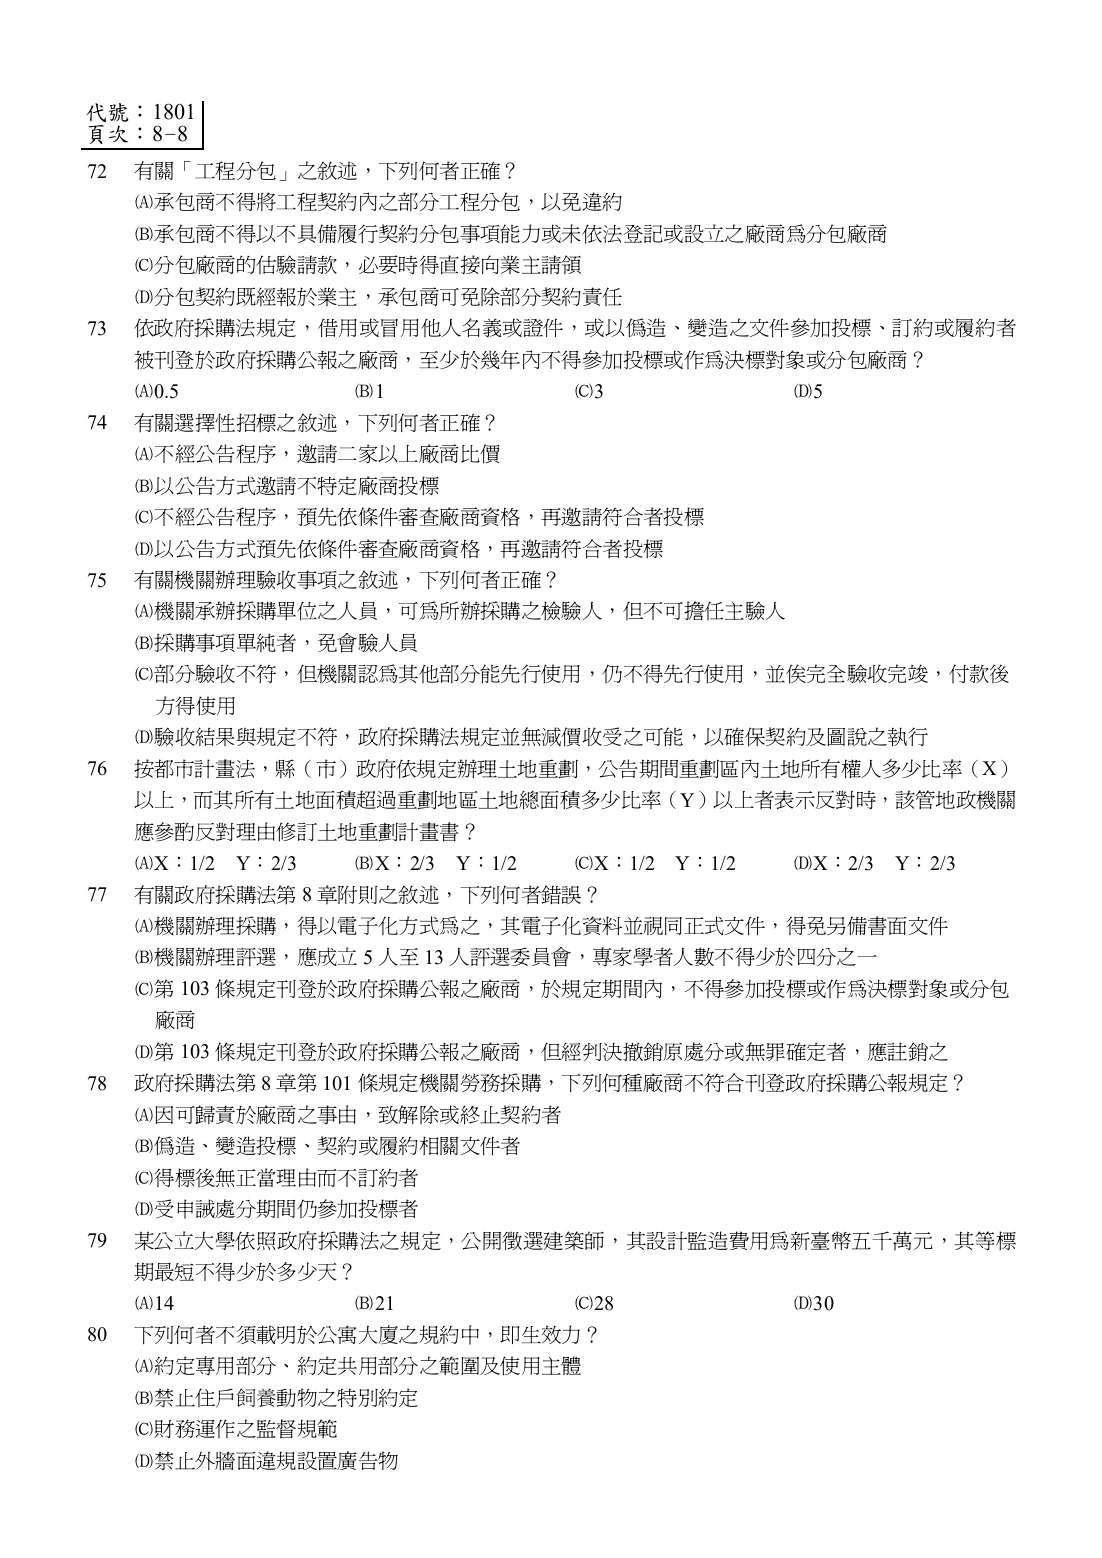 代號：1801
頁次：8－8
72 有關「工程分包」之敘述，下列何者正確？
(A)承包商不得將工程契約內之部分工程分包，以免違約
(B)承包商不得以不具備履行契約分包事項能力或未依法登記或設立之廠商為分包廠商
(C)分包廠商的估驗請款，必要時得直接向業主請領
(D)分包契約既經報於業主，承包商可免除部分契約責任
73 依政府採購法規定，借用或冒用他人名義或證件，或以偽造、變造之文件參加投標、訂約或履約者
被刊登於政府採購公報之廠商，至少於幾年內不得參加投標或作為決標對象或分包廠商？
(A)0.5 (B)1 (C)3 (D)5
74 有關選擇性招標之敘述，下列何者正確？
(A)不經公告程序，邀請二家以上廠商比價
(B)以公告方式邀請不特定廠商投標
(C)不經公告程序，預先依條件審查廠商資格，再邀請符合者投標
(D)以公告方式預先依條件審查廠商資格，再邀請符合者投標
75 有關機關辦理驗收事項之敘述，下列何者正確？
(A)機關承辦採購單位之人員，可為所辦採購之檢驗人，但不可擔任主驗人
(B)採購事項單純者，免會驗人員
(C)部分驗收不符，但機關認為其他部分能先行使用，仍不得先行使用，並俟完全驗收完竣，付款後
方得使用
(D)驗收結果與規定不符，政府採購法規定並無減價收受之可能，以確保契約及圖說之執行
76 按都市計畫法，縣（市）政府依規定辦理土地重劃，公告期間重劃區內土地所有權人多少比率（X）
以上，而其所有土地面積超過重劃地區土地總面積多少比率（Y）以上者表示反對時，該管地政機關
應參酌反對理由修訂土地重劃計畫書？
(A)X：1/2 Y：2/3 (B)X：2/3 Y：1/2 (C)X：1/2 Y：1/2 (D)X：2/3 Y：2/3
77 有關政府採購法第 8 章附則之敘述，下列何者錯誤？
(A)機關辦理採購，得以電子化方式為之，其電子化資料並視同正式文件，得免另備書面文件
(B)機關辦理評選，應成立 5 人至 13 人評選委員會，專家學者人數不得少於四分之一
(C)第 103 條規定刊登於政府採購公報之廠商，於規定期間內，不得參加投標或作為決標對象或分包
廠商
(D)第 103 條規定刊登於政府採購公報之廠商，但經判決撤銷原處分或無罪確定者，應註銷之
78 政府採購法第 8 章第 101 條規定機關勞務採購，下列何種廠商不符合刊登政府採購公報規定？
(A)因可歸責於廠商之事由，致解除或終止契約者
(B)偽造、變造投標、契約或履約相關文件者
(C)得標後無正當理由而不訂約者
(D)受申誡處分期間仍參加投標者
79 某公立大學依照政府採購法之規定，公開徵選建築師，其設計監造費用為新臺幣五千萬元，其等標
期最短不得少於多少天？
(A)14 (B)21 (C)28 (D)30
80 下列何者不須載明於公寓大廈之規約中，即生效力？
(A)約定專用部分、約定共用部分之範圍及使用主體
(B)禁止住戶飼養動物之特別約定
(C)財務運作之監督規範
(D)禁止外牆面違規設置廣告物